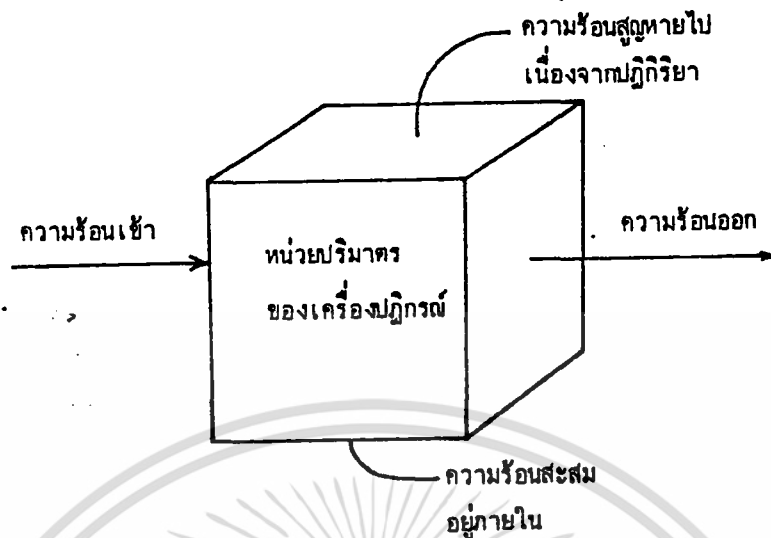 ความร้อนสูญหายไป
เนื่องจากปฏิกิริยา
ความร้อนเข้า
ความร้อนออก
หน่วยปริมาตร
ของเครื่องปฏิกรณ์
ความร้อนสะสม
อยู่ภายใน